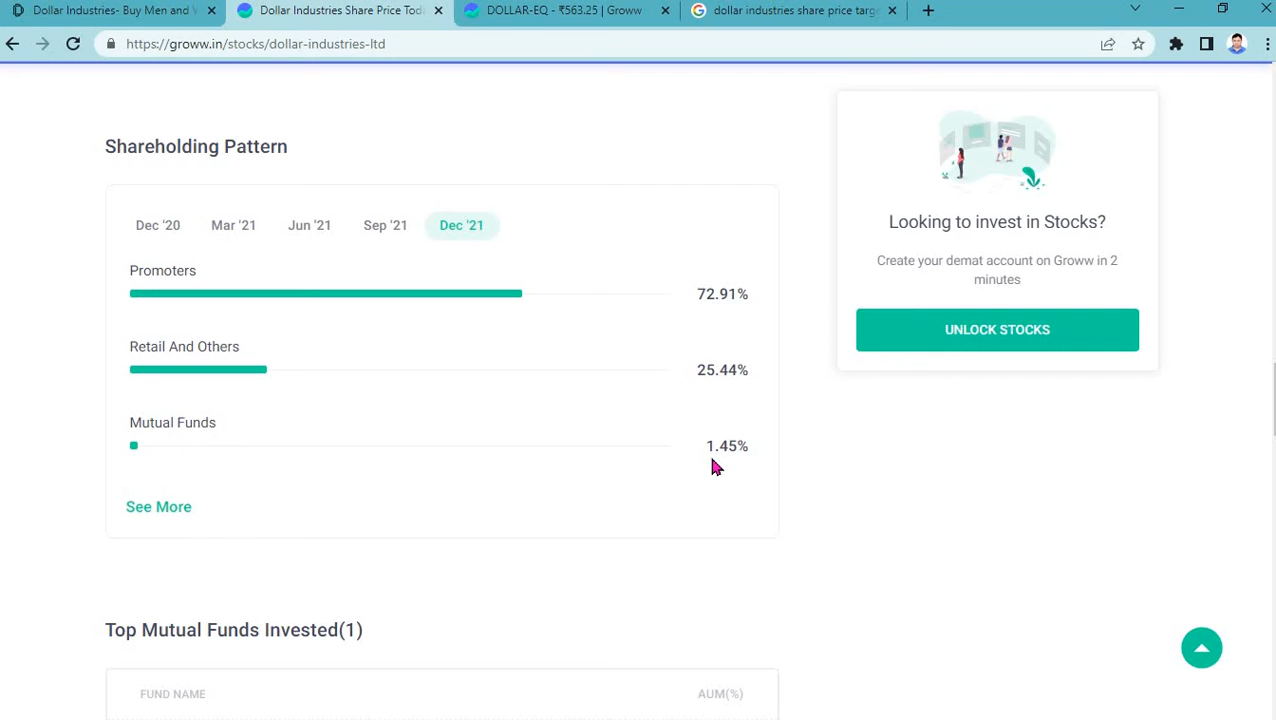 Dollar Industries- Buy Men and
Dollar Industries Share Price Toda
DOLLAR-EQ - ₹563.25 | Groww
dollar industries share price targe
https://groww.in/stocks/dollar-industries-ltd
Shareholding Pattern
Dec '20 Mar '21 Jun '21 Sep '21 Dec '21
Promoters
72.91%
Retail And Others
25.44%
Mutual Funds
1.45%
See More
Looking to invest in Stocks?
Create your demat account on Groww in 2
minutes
UNLOCK STOCKS
Top Mutual Funds Invested(1)
FUND NAME AUM(%)